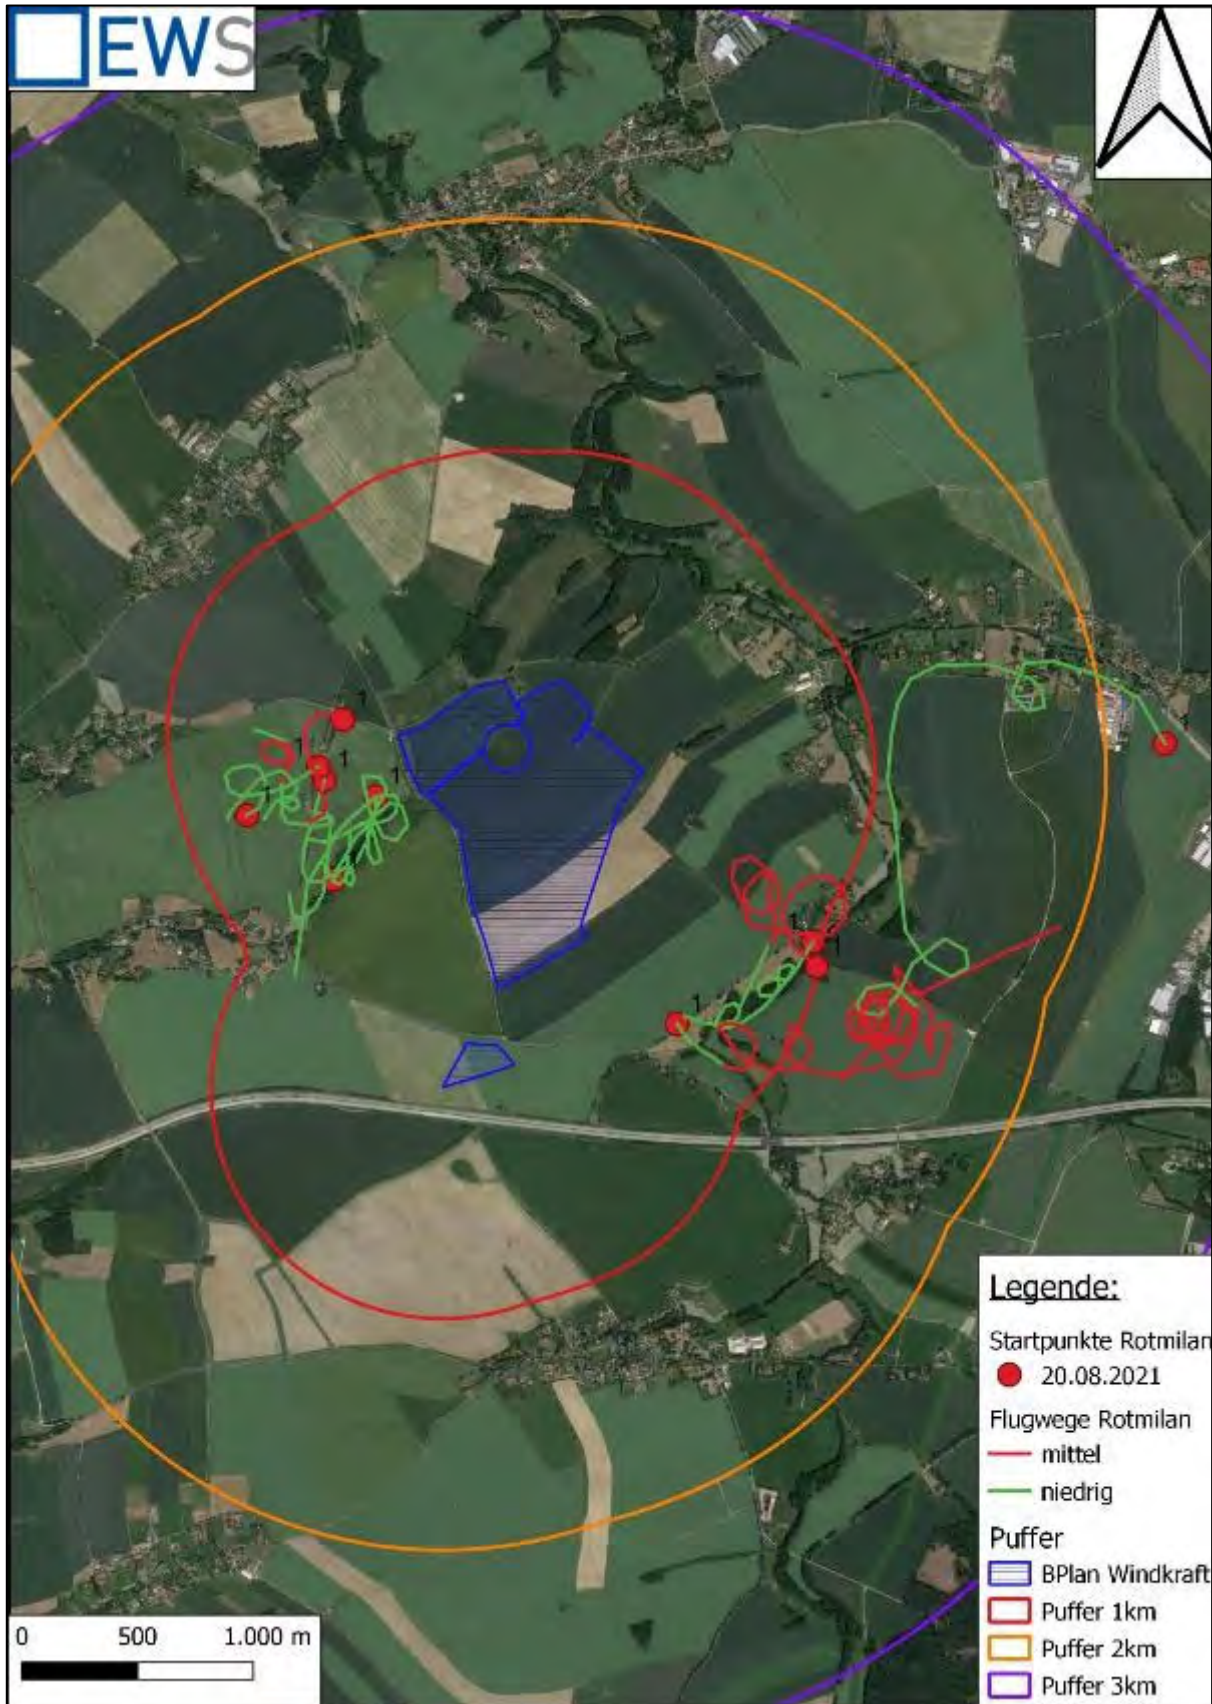 EWS
1
1
1
1
1
1
1
1
1
1
Legende:
Startpunkte Rotmilan
20.08.2021
Flugwege Rotmilan
mittel
niedrig
Puffer
BPlan Windkraft
Puffer 1km
Puffer 2km
Puffer 3km
0 500 1.000 m